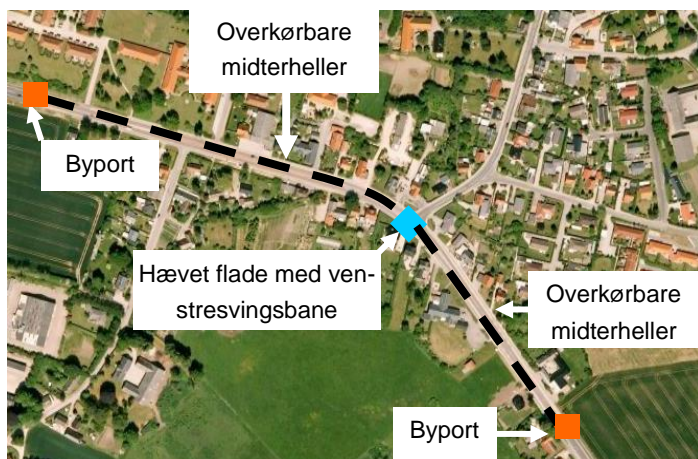 Overkørbare
midterheller
Byport
Hævet flade med ven-
stresvingsbane
Overkørbare
midterheller
Byport